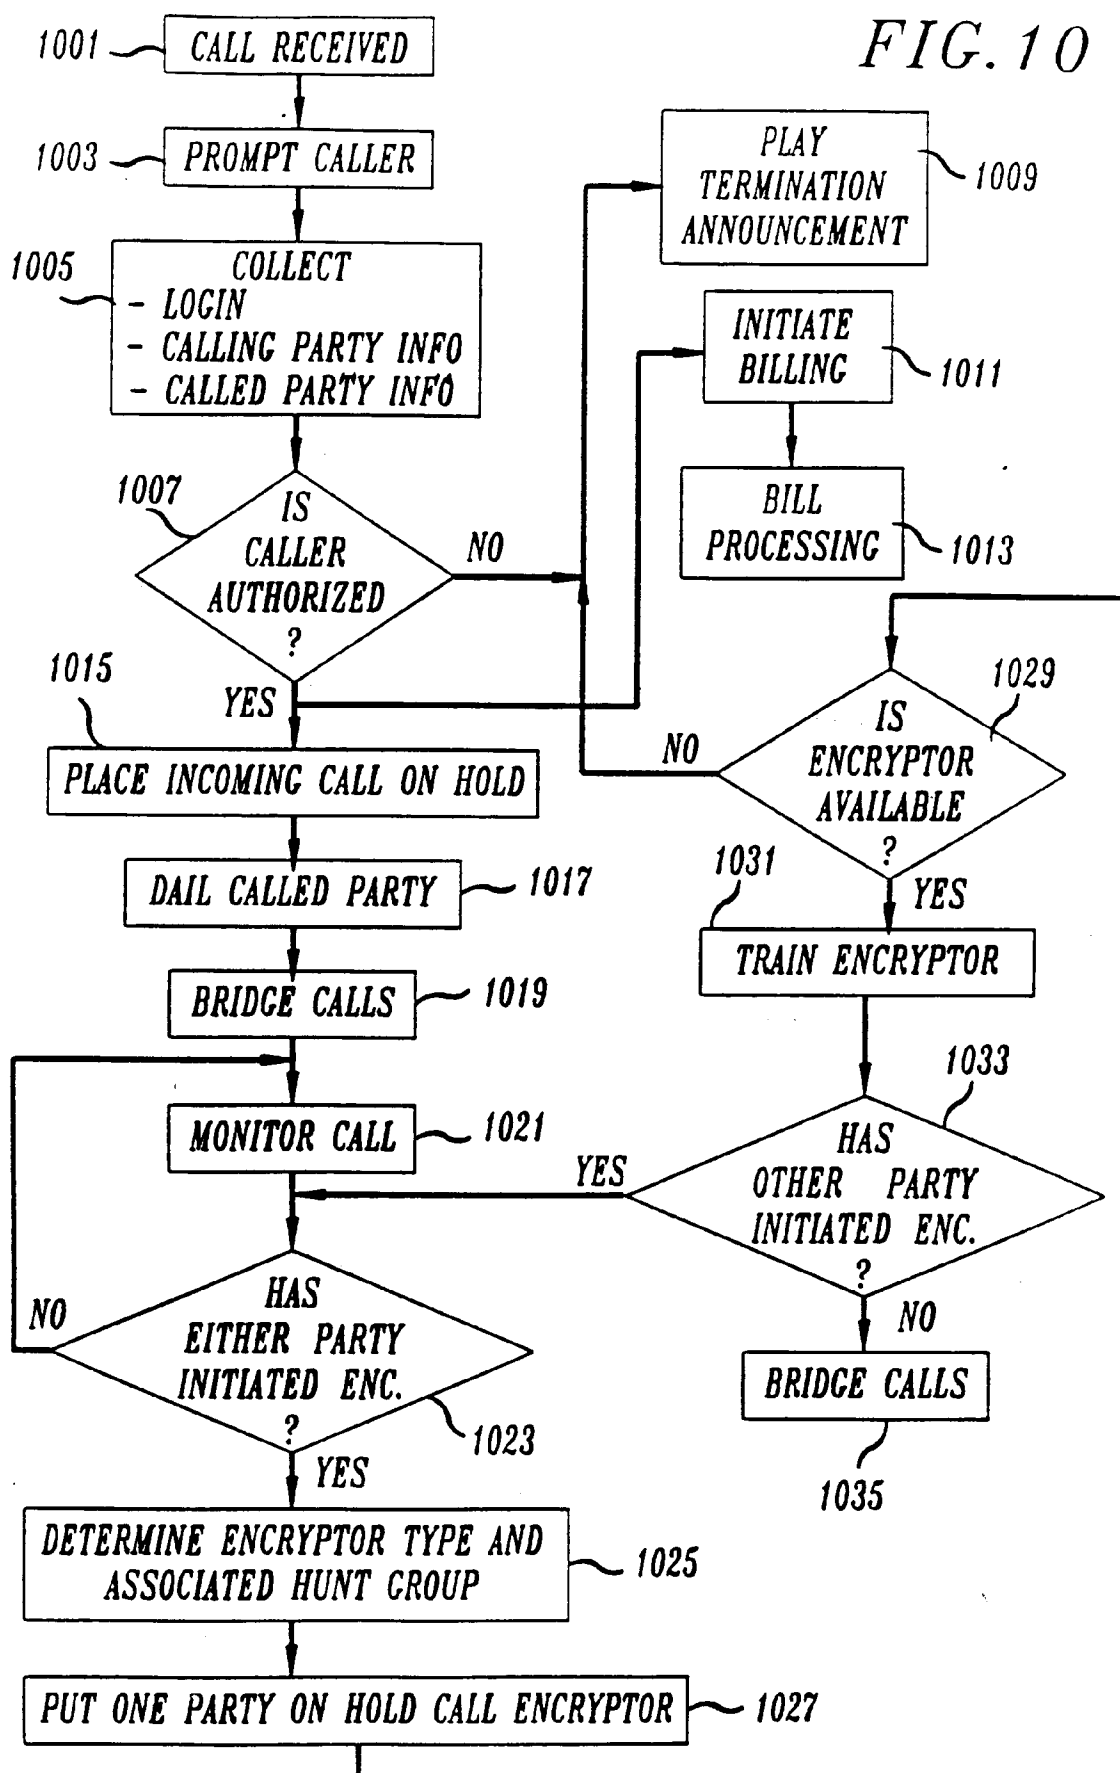 FIG.10
1001
CALL RECEIVED
1003
PROMPT CALLER
1005
COLLECT
- LOGIN
- CALLING PARTY INFO
- CALLED PARTY INFO
1007
IS
CALLER
AUTHORIZED
?
NO
YES
PLAY
TERMINATION
ANNOUNCEMENT
1009
INITIATE
BILLING
1011
BILL
PROCESSING
1013
1015
PLACE INCOMING CALL ON HOLD
DAIL CALLED PARTY
1017
BRIDGE CALLS
1019
MONITOR CALL
1021
HAS
EITHER PARTY
INITIATED ENC.
?
1023
NO
YES
DETERMINE ENCRYPTOR TYPE AND
ASSOCIATED HUNT GROUP
1025
PUT ONE PARTY ON HOLD CALL ENCRYPTOR
1027
IS
ENCRYPTOR
AVAILABLE
?
1029
NO
YES
1031
TRAIN ENCRYPTOR
1033
HAS
OTHER PARTY
INITIATED ENC.
?
YES
NO
BRIDGE CALLS
1035